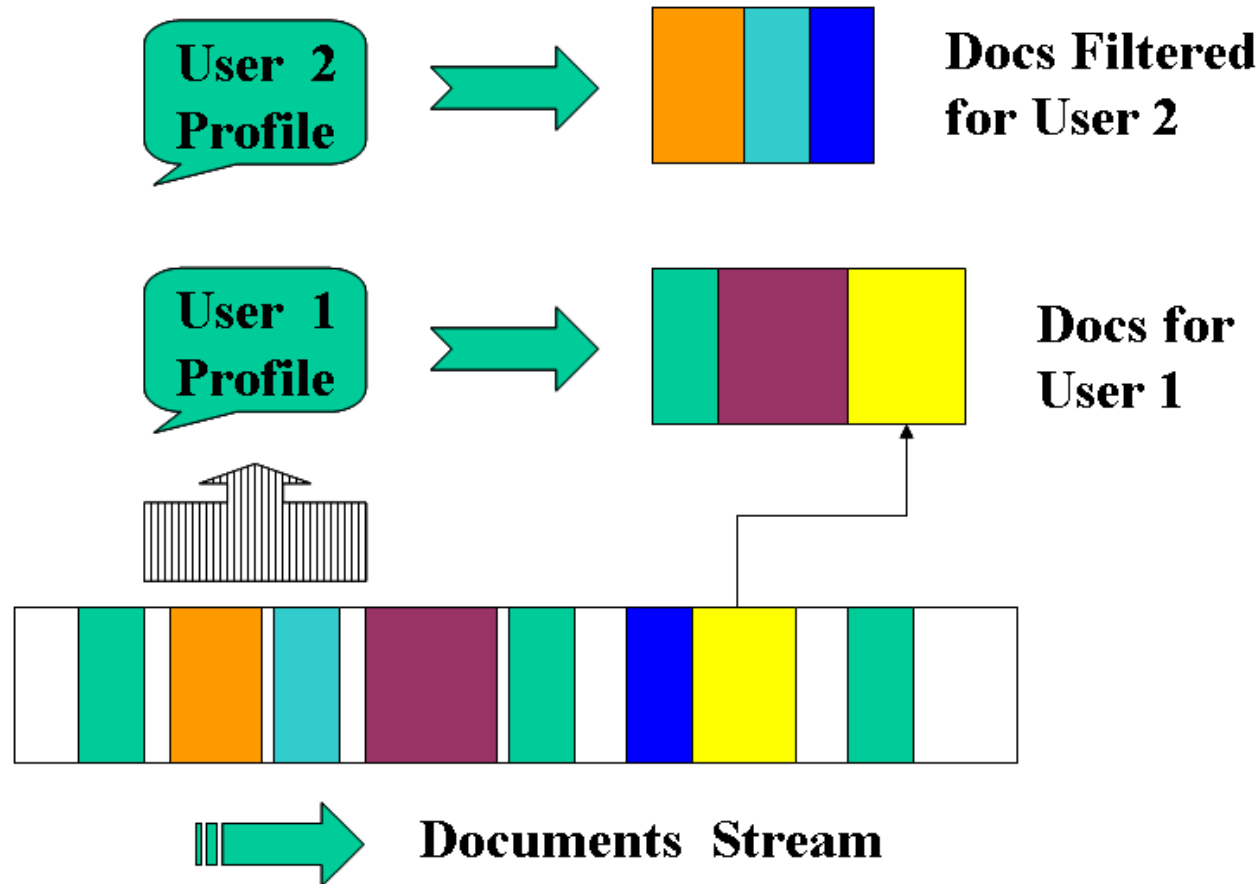 User 2
Profile
Docs Filtered
for User 2
User 1
Profile
Docs for
User 1
Documents Stream